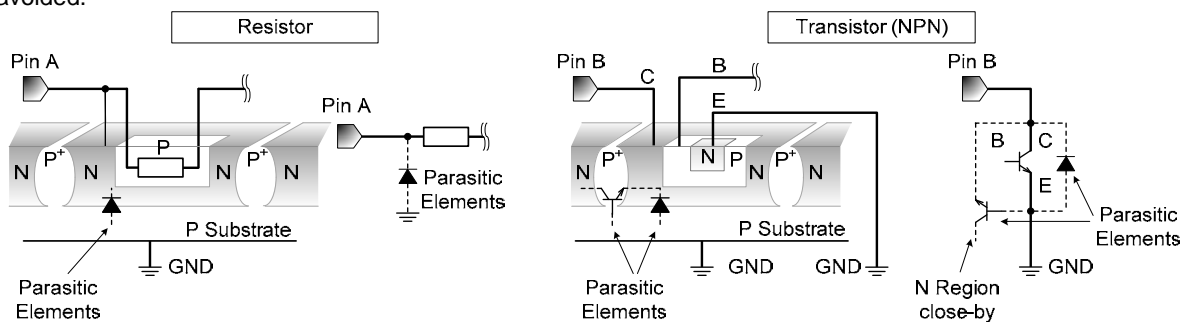 avoided.
Resistor
Transistor (NPN)
Pin A
Pin A
N P+ N P N P+ N
Parasitic
Elements
P Substrate
GND
Parasitic
Elements
Pin B
C
B
E
N P+ N P N P+ N
P Substrate
GND
GND
Parasitic
Elements
Pin B
B
C
E
Parasitic
Elements
GND
N Region
close-by